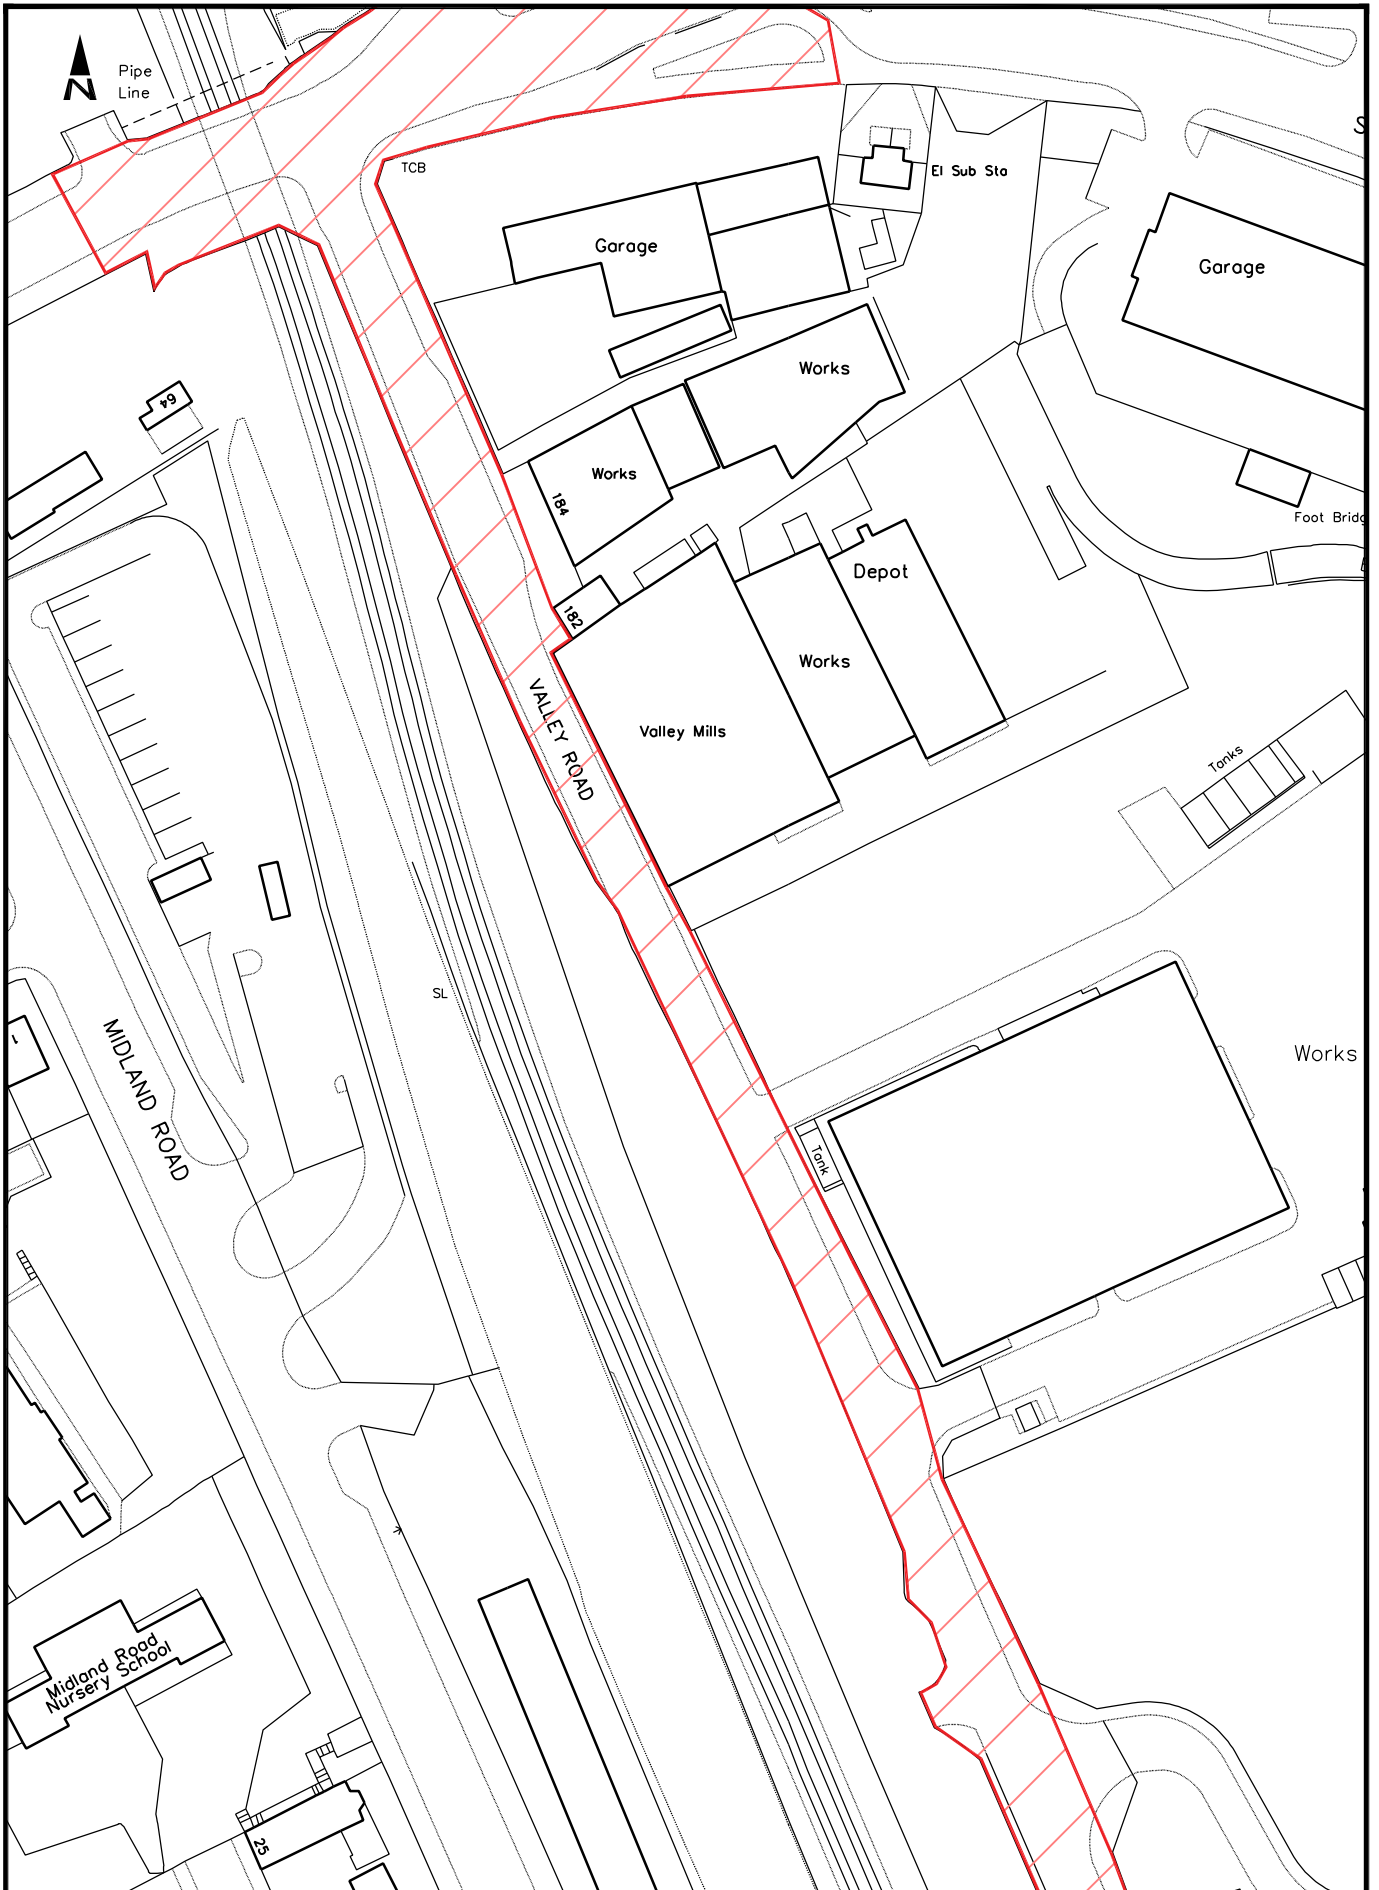 N
Pipe
Line
TCB
El Sub Sta
Garage
Garage
Works
64
Works
184
Foot Bridg
Depot
182
Works
VALLEY ROAD
Valley Mills
Tanks
SL
MIDLAND ROAD
Works
Tank
Midland Road
Nursery School
25